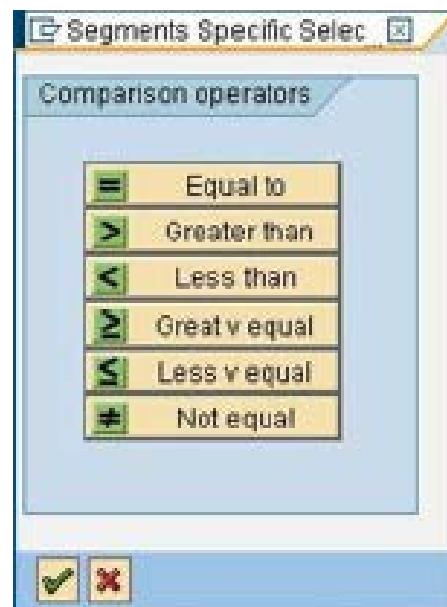 Segments Specific Selec
Comparison operators
= Equal to
> Greater than
< Less than
≥ Great v equal
≤ Less v equal
≠ Not equal